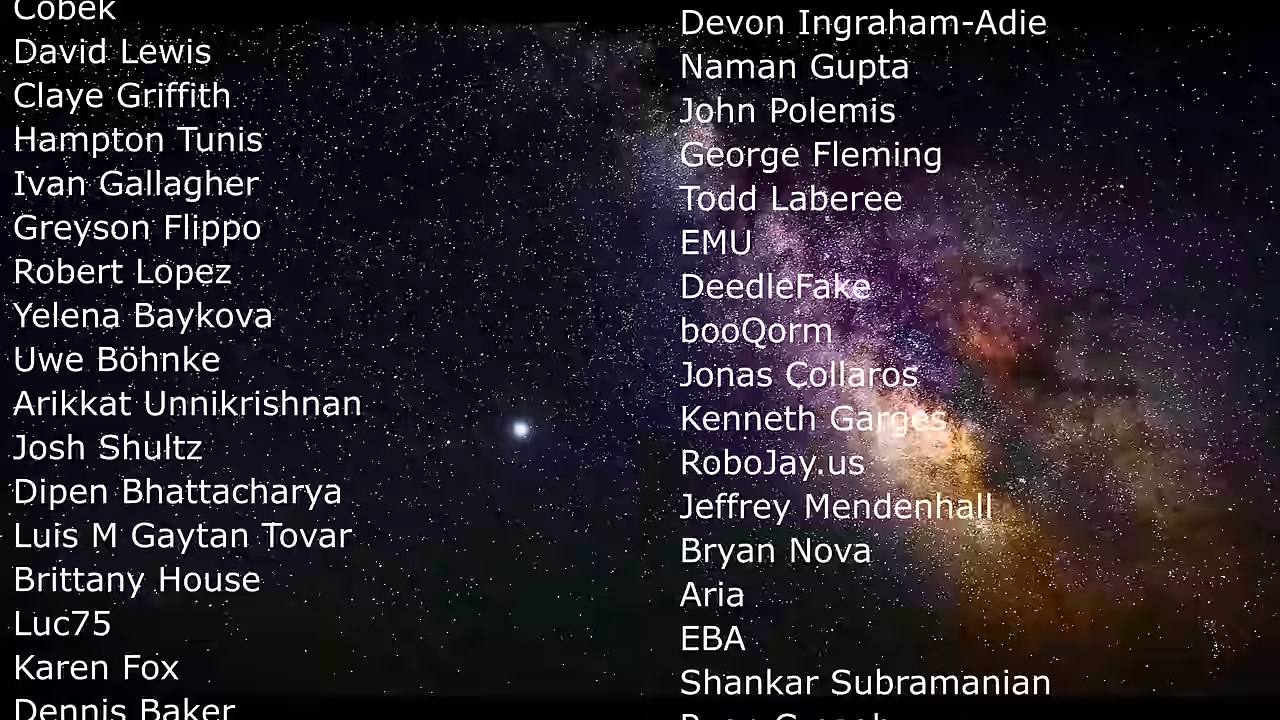 Cobek
David Lewis
Claye Griffith
Hampton Tunis
Ivan Gallagher
Greyson Flippo
Robert Lopez
Yelena Baykova
Uwe Böhnke
Arikkat Unnikrishnan
Josh Shultz
Dipen Bhattacharya
Luis M Gaytan Tovar
Brittany House
Luc75
Karen Fox
Dennis Baker
Devon Ingraham-Adie
Naman Gupta
John Polemis
George Fleming
Todd Laberee
EMU
DeedleFake
booQorm
Jonas Collaros
Kenneth Garges
RoboJay.us
Jeffrey Mendenhall
Bryan Nova
Aria
EBA
Shankar Subramanian